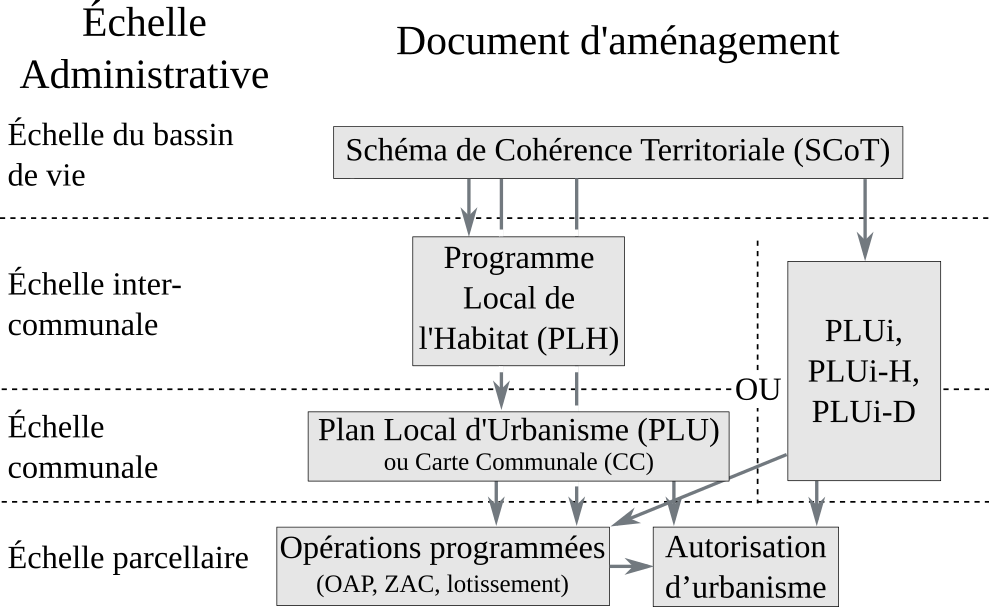 Échelle
Administrative
Document d'aménagement
Échelle du bassin
de vie
Schéma de Cohérence Territoriale (SCoT)
Échelle inter-
communale
Programme
Local de
l'Habitat (PLH)
PLUi,
PLUi-H,
PLUi-D
OU
Échelle
communale
Plan Local d'Urbanisme (PLU)
ou Carte Communale (CC)
Échelle parcellaire
Opérations programmées
(OAP, ZAC, lotissement)
Autorisation
d’urbanisme